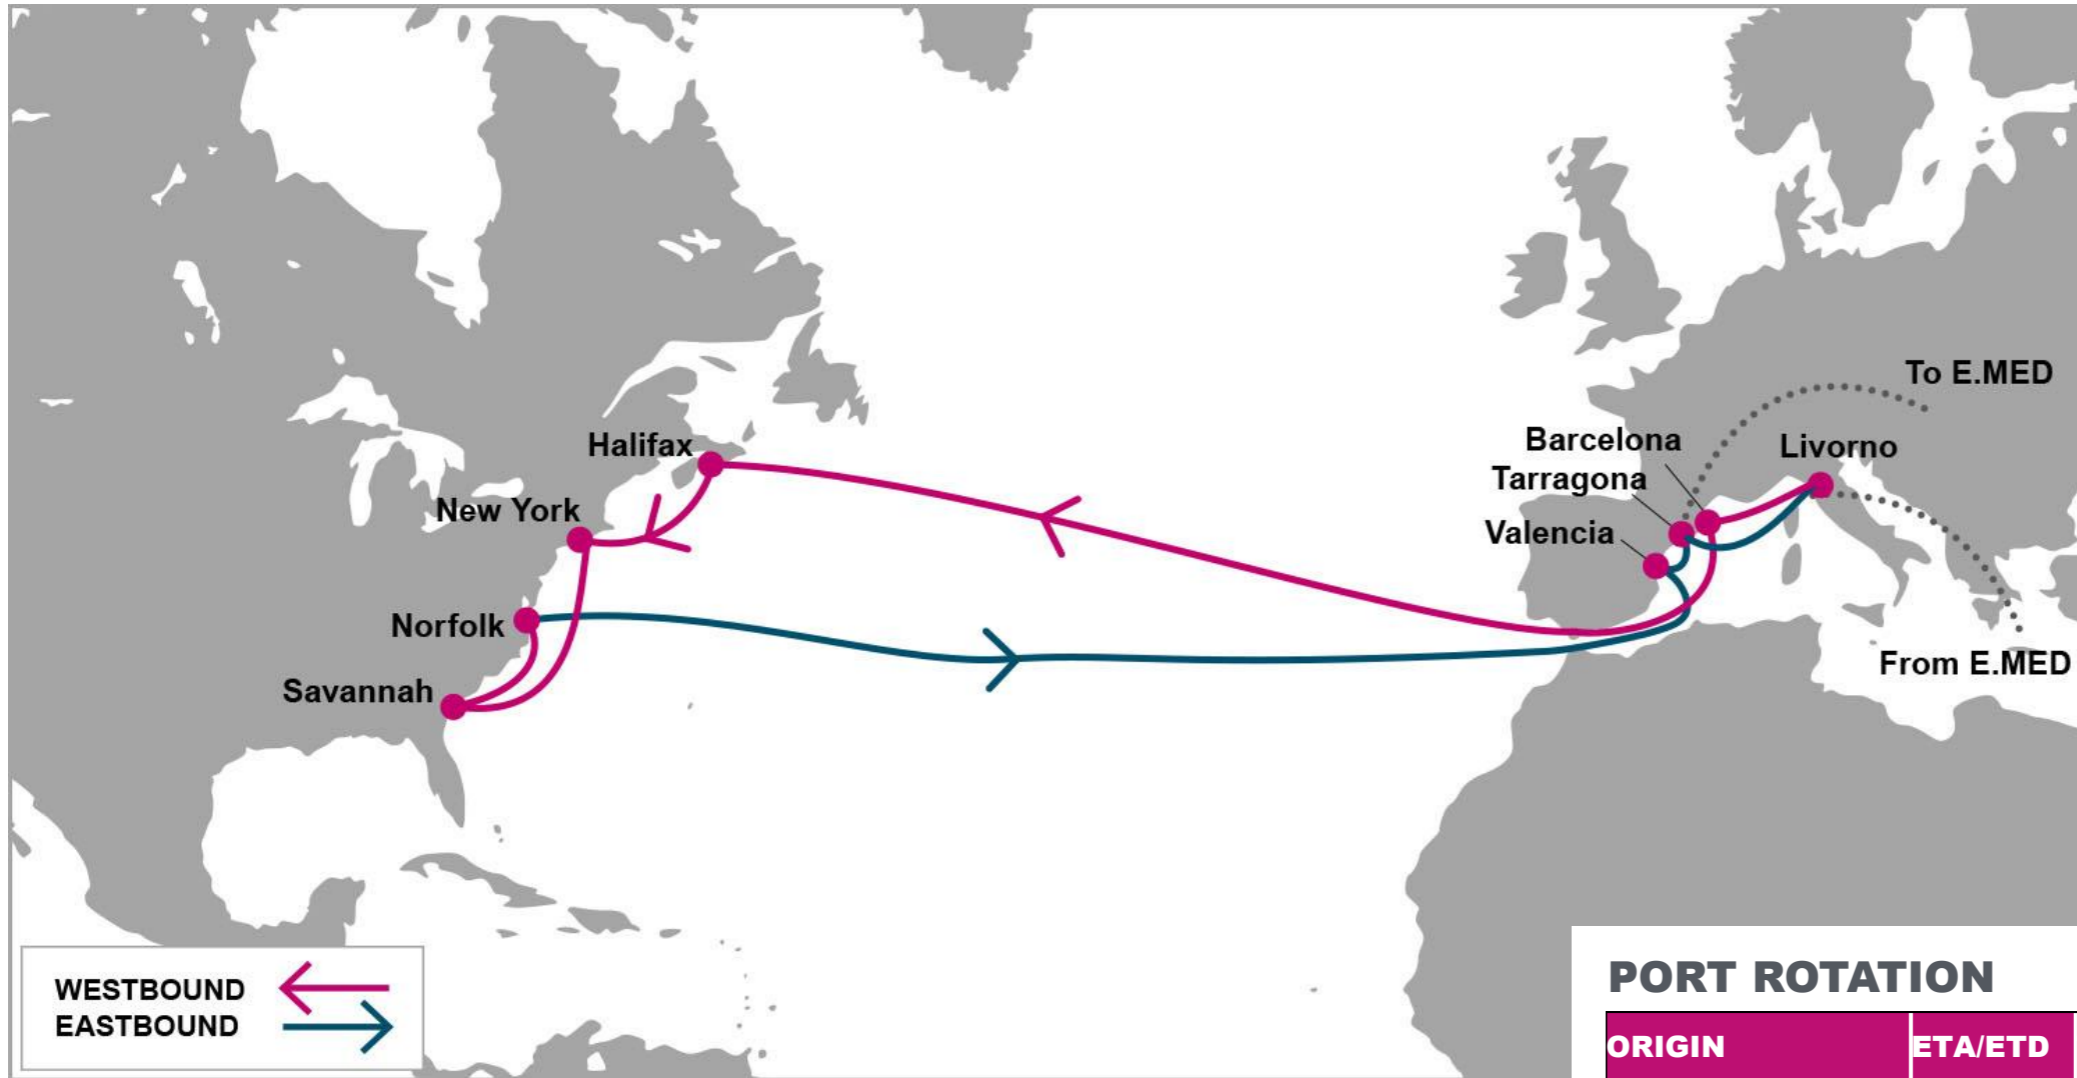 To E.MED
Barcelona
Livorno
Halifax
Tarragona
New York
Valencia
Norfolk
From E.MED
Savannah
WESTBOUND
EASTBOUND
PORT ROTATION
ORIGIN ETA/ETD